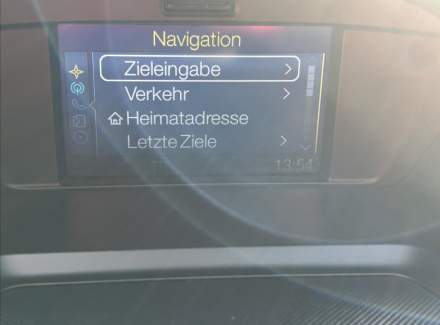 Navigation
Zieleingabe
Verkehr
Heimatadresse
Letzte Ziele
13:54